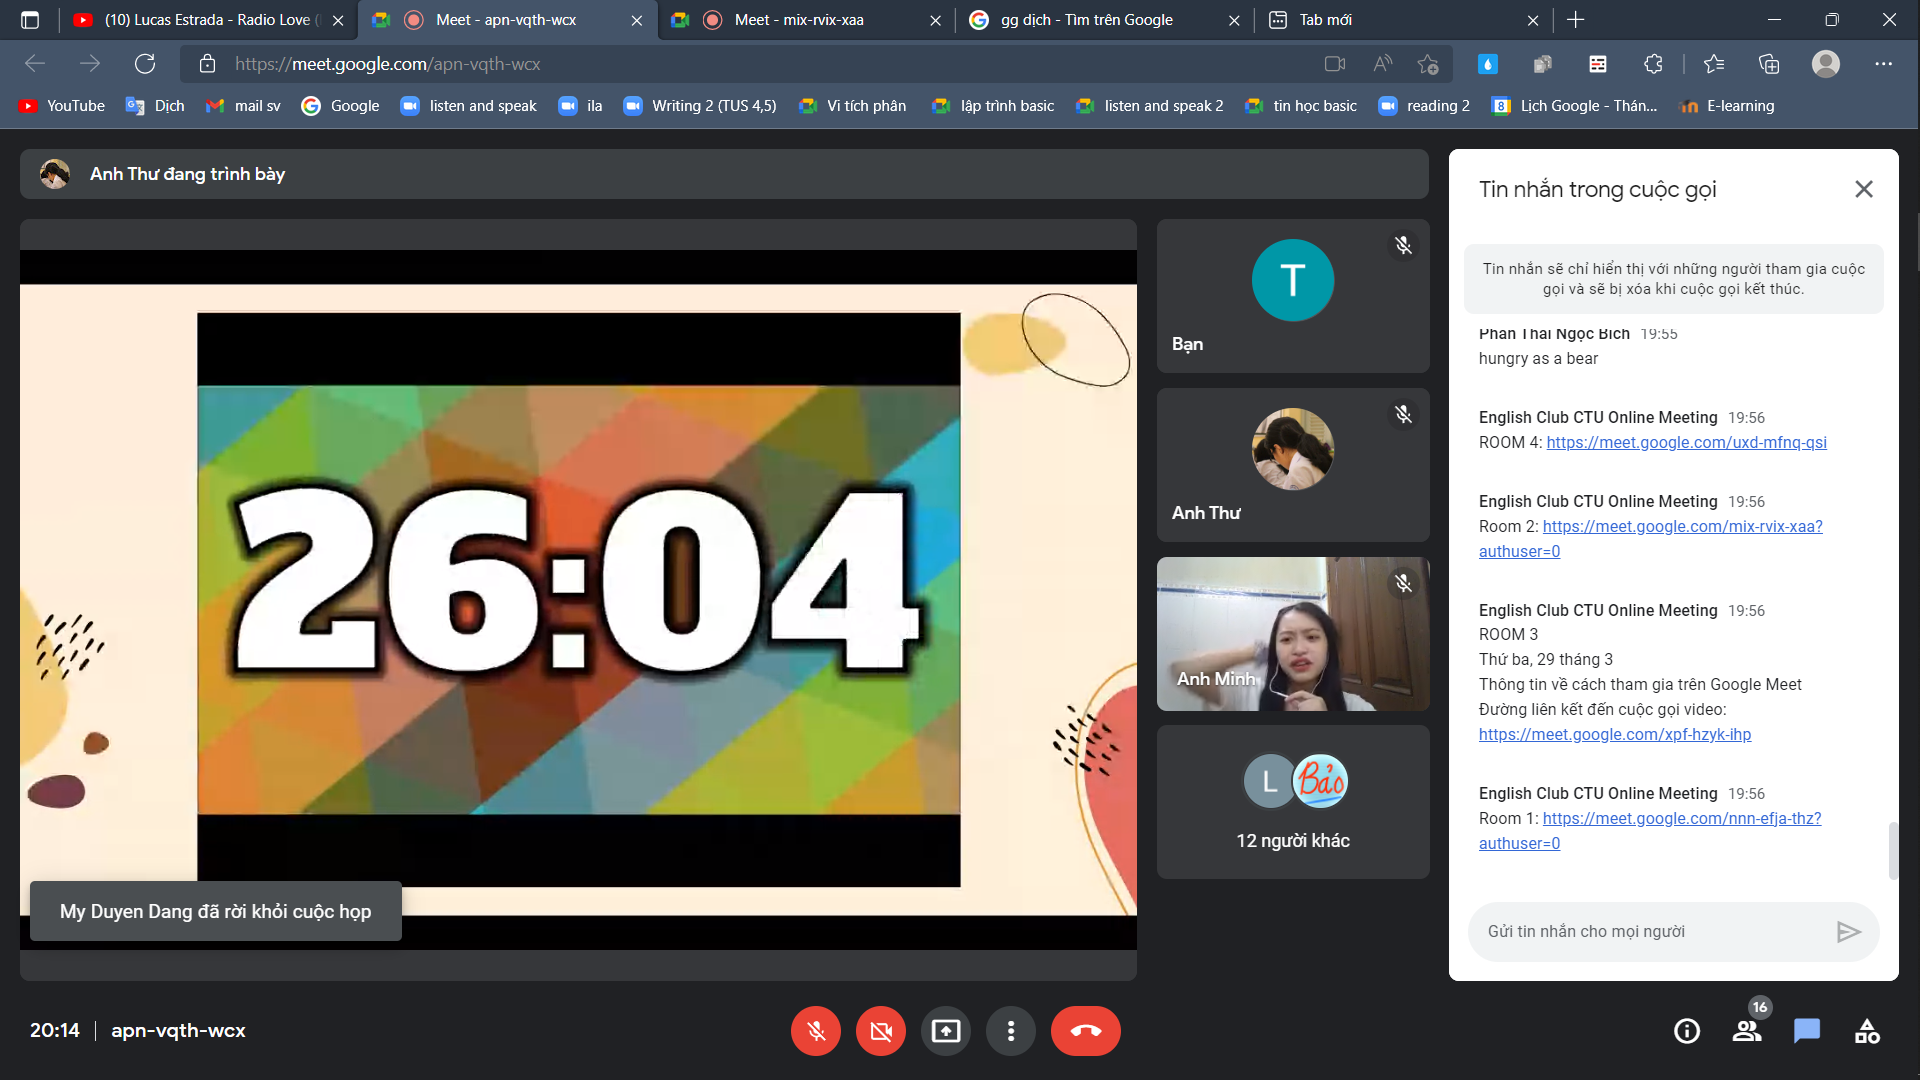 (10) Lucas Estrada - Radio Love (
Meet - apn-vqth-wcx
Meet - mix-rvix-xaa
gg dịch - Tìm trên Google
Tab mới
https://meet.google.com/apn-vqth-wcx
YouTube
Dịch
mail sv
Google
listen and speak
ila
Writing 2 (TUS 4,5)
Vi tích phân
lập trình basic
listen and speak 2
tin học basic
reading 2
Lịch Google - Thán...
E-learning
Anh Thư đang trình bày
26:04
My Duyen Dang đã rời khỏi cuộc họp
T
Bạn
Anh Thư
Anh Minh
L
Bảo
12 người khác
Tin nhắn trong cuộc gọi
Tin nhắn sẽ chỉ hiển thị với những người tham gia cuộc
gọi và sẽ bị xóa khi cuộc gọi kết thúc.
Phan Thai Ngọc Bich 19:55
hungry as a bear
English Club CTU Online Meeting 19:56
ROOM 4: https://meet.google.com/uxd-mfnq-qsi
English Club CTU Online Meeting 19:56
Room 2: https://meet.google.com/mix-rvix-xaa?
authuser=0
English Club CTU Online Meeting 19:56
ROOM 3
Thứ ba, 29 tháng 3
Thông tin về cách tham gia trên Google Meet
Đường liên kết đến cuộc gọi video:
https://meet.google.com/xpf-hzyk-ihp
English Club CTU Online Meeting 19:56
Room 1: https://meet.google.com/nnn-efja-thz?
authuser=0
Gửi tin nhắn cho mọi người
20:14 | apn-vqth-wcx
16